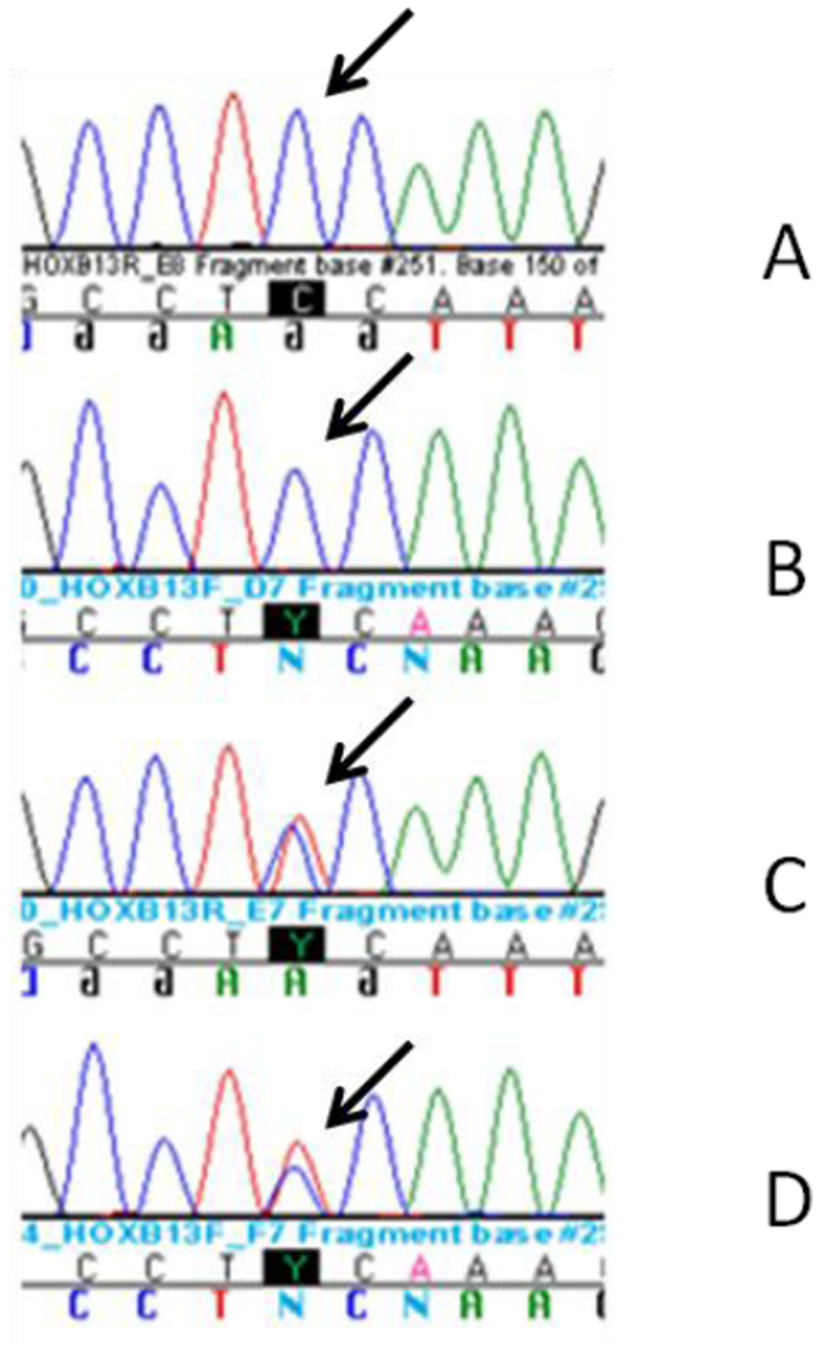 HOXB13R_E8 Fragment base #251. Base 150 of
G C C T C C A A A
G G A G G T T T
A
0_HOXB13F_D7 Fragment base #2
C C T Y C A A A
C C T N C N A A C
B
0_HOXB13R_E7 Fragment base #2
G C C T Y C A A A
G G A A G T T T
C
4_HOXB13F_F7 Fragment base #2
C C T Y C A A A
C C T N C N A A
D